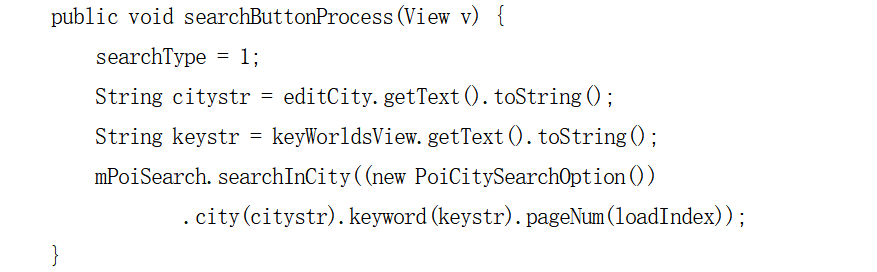 public void searchButtonProcess(View v) {
searchType = 1;
String citystr = editCity.getText().toString();
String keystr = keyWorldsView.getText().toString();
mPoiSearch.searchInCity((new PoiCitySearchOption())
.city(citystr).keyword(keystr).pageNum(loadIndex));
}